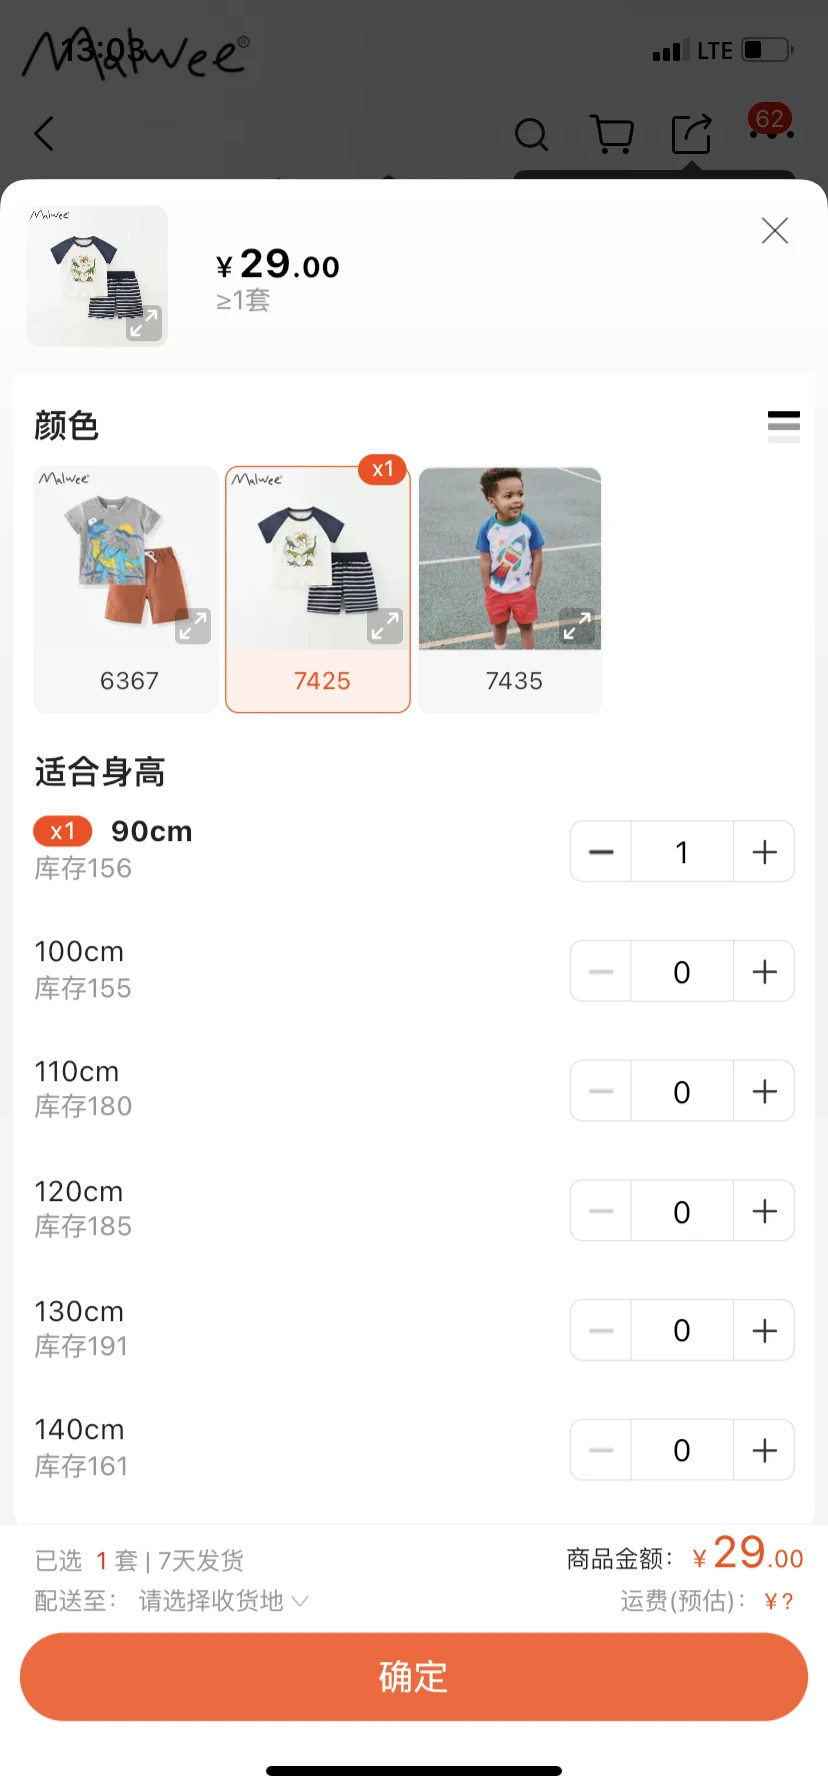 Malwee®
13:03
LTE
62
Malwee
¥29.00
≥1套
颜色
Malwee
Malwee
x1
6367
7425
7435
适合身高
x1 90cm
库存156
1
100cm
库存155
0
110cm
库存180
0
120cm
库存185
0
130cm
库存191
0
140cm
库存161
0
已选 1 套 | 7天发货
商品金额: ¥29.00
配送至: 请选择收货地
运费(预估): ¥?
确定